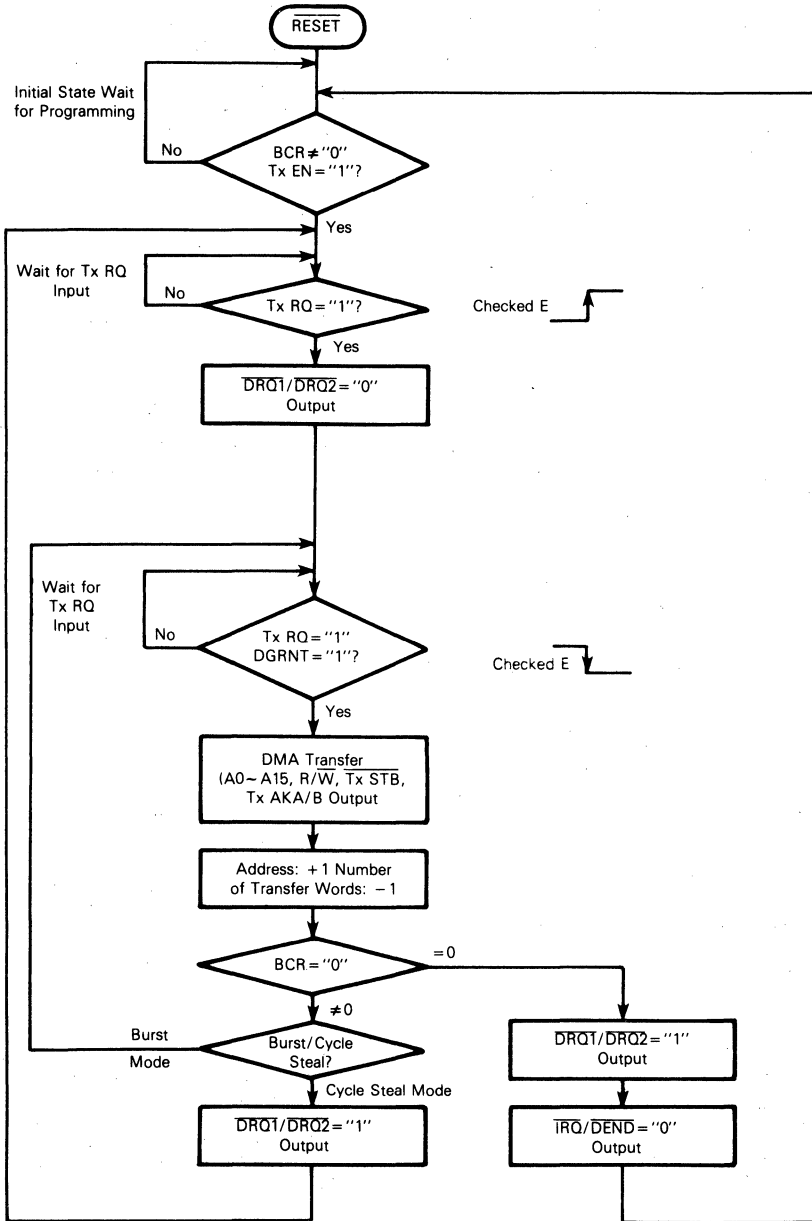 RESET
Initial State Wait
for Programming
No
BCR ≠ "0"
Tx EN = "1"?
Yes
Wait for Tx RQ
Input
No
Tx RQ = "1"?
Checked E
Yes
DRQ1/DRQ2 = "0"
Output
Wait for
Tx RQ
Input
No
Tx RQ = "1"
DGRNT = "1"?
Checked E
Yes
DMA Transfer
(A0~A15, R/W, Tx STB,
Tx AKA/B Output
Address: +1 Number
of Transfer Words: −1
BCR = "0"
=0
≠0
Burst
Mode
Burst/Cycle
Steal?
Cycle Steal Mode
DRQ1/DRQ2 = "1"
Output
DRQ1/DRQ2 = "1"
Output
IRQ/DEND = "0"
Output